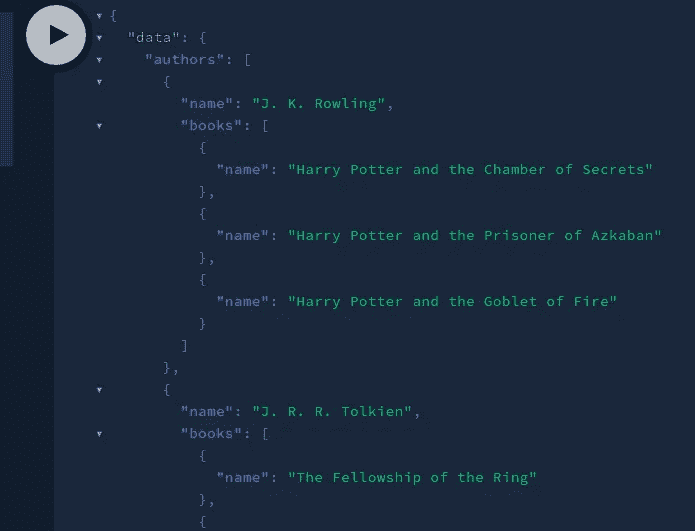 {
"data": {
"authors": [
{
"name": "J. K. Rowling",
"books": [
{
"name": "Harry Potter and the Chamber of Secrets"
},
{
"name": "Harry Potter and the Prisoner of Azkaban"
},
{
"name": "Harry Potter and the Goblet of Fire"
}
]
},
{
"name": "J. R. R. Tolkien",
"books": [
{
"name": "The Fellowship of the Ring"
},
{